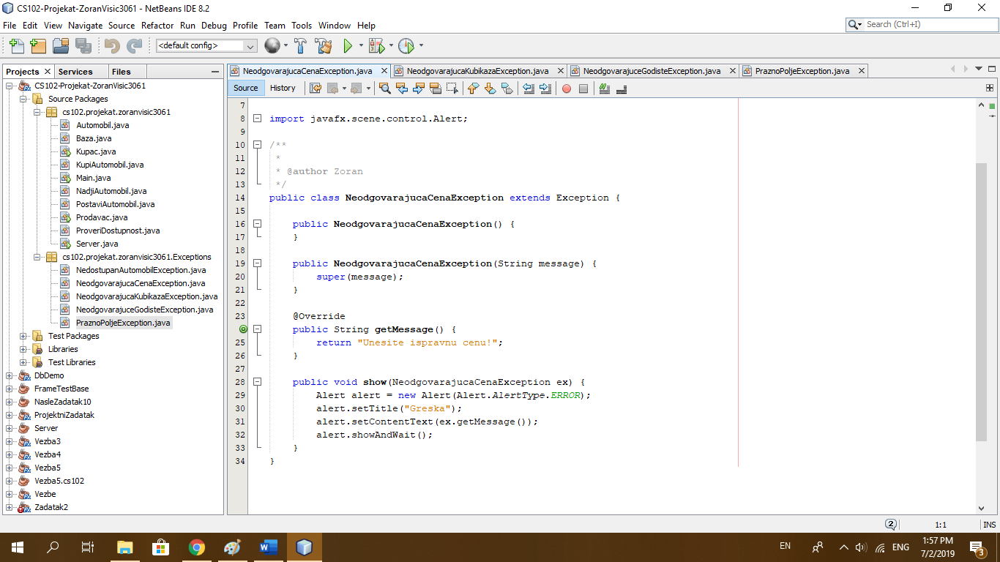 CS102-Projekat-ZoranVisic3061 - NetBeans IDE 8.2
File Edit View Navigate Source Refactor Run Debug Profile Team Tools Window Help
Search (Ctrl+I)
<default config>
Projects Services Files
CS102-Projekat-ZoranVisic3061
Source Packages
cs102.projekat.zoranvisic3061
Automobil.java
Baza.java
Kupac.java
KupiAutomobil.java
Main.java
NadjiAutomobil.java
PostaviAutomobil.java
Prodavac.java
ProveriDostupnost.java
Server.java
cs102.projekat.zoranvisic3061.Exceptions
NedostupanAutomobilException.java
NeodgovarajucaCenaException.java
NeodgovarajucaKubikazaException.java
NeodgovarajuceGodisteException.java
PraznoPoljeException.java
Test Packages
Libraries
Test Libraries
DbDemo
FrameTestBase
NasleZadatak10
ProjektniZadatak
Server
Vezba3
Vezba4
Vezba5
Vezba5.cs102
Vezbe
Zadatak2
NeodgovarajucaCenaException.java NeodgovarajucaKubikazaException.java NeodgovarajuceGodisteException.java PraznoPoljeException.java
Source History
7
8 import javafx.scene.control.Alert;
9
10 /**
11 *
12 * @author Zoran
13 */
14 public class NeodgovarajucaCenaException extends Exception {
15
16 public NeodgovarajucaCenaException() {
17 }
18
19 public NeodgovarajucaCenaException(String message) {
20 super(message);
21 }
22
23 @Override
public String getMessage() {
25 return "Unesite ispravnu cenu!";
26 }
27
28 public void show(NeodgovarajucaCenaException ex) {
29 Alert alert = new Alert(Alert.AlertType.ERROR);
30 alert.setTitle("Greska");
31 alert.setContentText(ex.getMessage());
32 alert.showAndWait();
33 }
34 }
2 1:1 INS
EN ENG 1:57 PM
7/2/2019 3